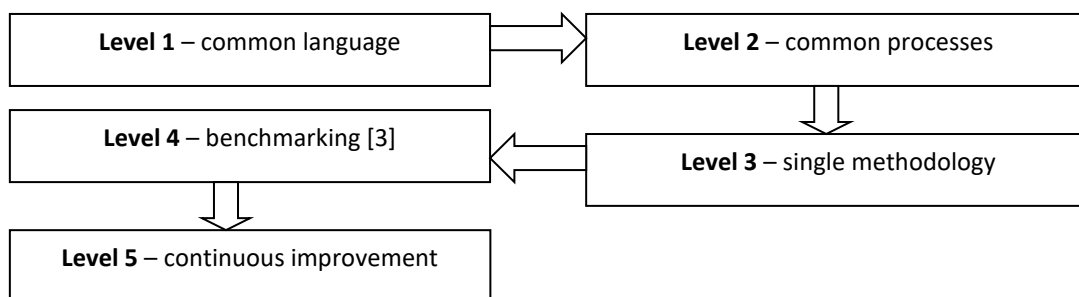 Level 1 – common language
Level 2 – common processes
Level 3 – single methodology
Level 4 – benchmarking [3]
Level 5 – continuous improvement